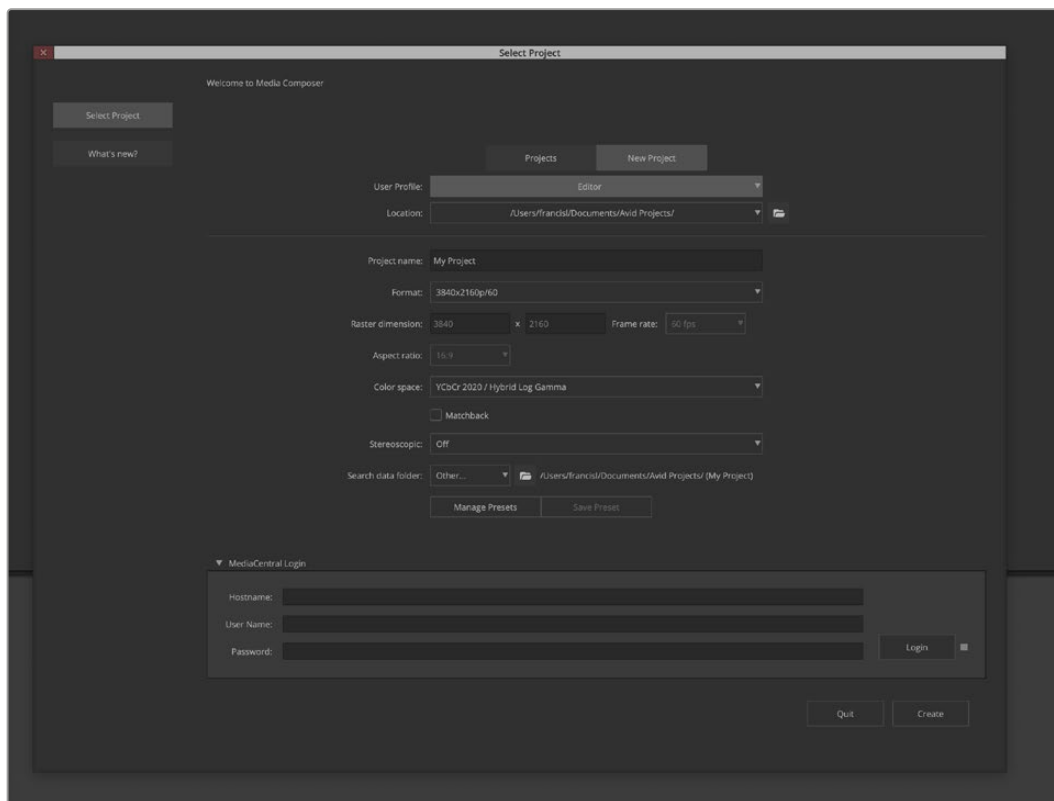 Select Project
Welcome to Media Composer
Select Project
What's new?
Projects New Project
User Profile: Editor
Location: /Users/francisl/Documents/Avid Projects/
Project name: My Project
Format: 3840x2160p/60
Raster dimension: 3840 x 2160 Frame rate: 60 fps
Aspect ratio: 16:9
Color space: YCbCr 2020 / Hybrid Log Gamma
Matchback
Stereoscopic: Off
Search data folder: Other... /Users/francisl/Documents/Avid Projects/ (My Project)
Manage Presets Save Preset
MediaCentral Login
Hostname:
User Name:
Password:
Login
Quit Create